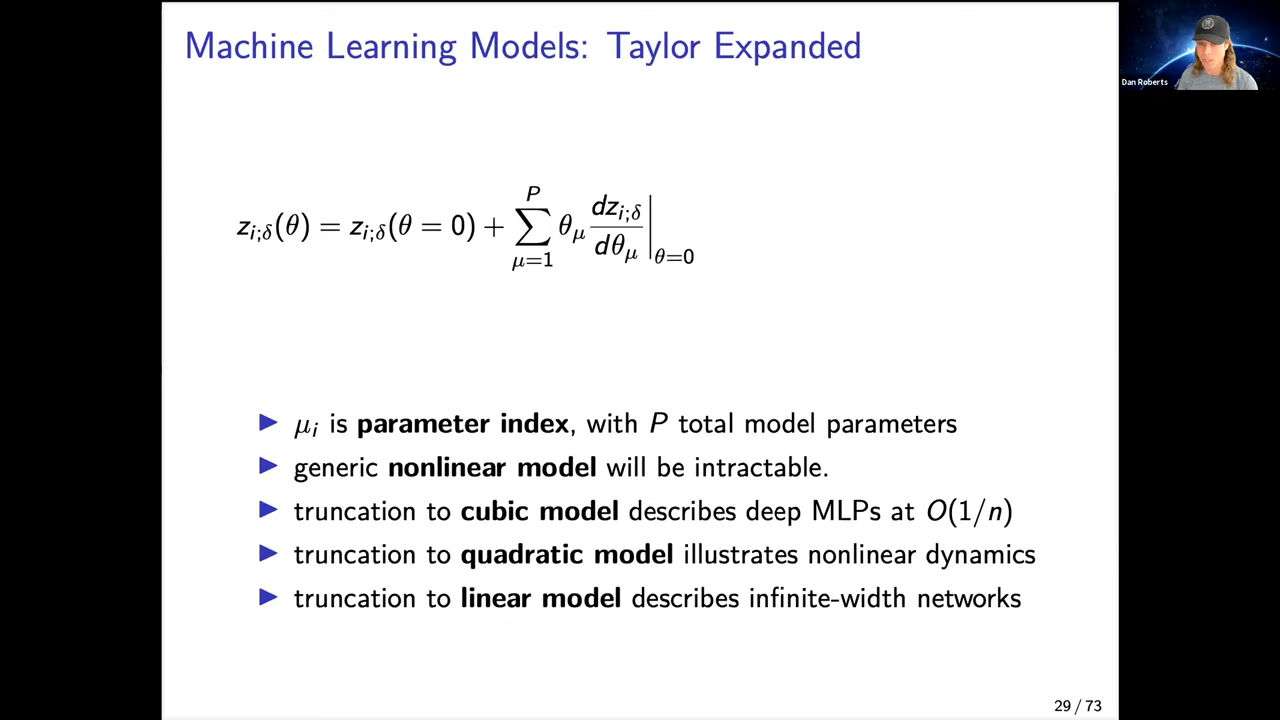 Machine Learning Models: Taylor Expanded
Dan Roberts
z_{i;δ}(θ) = z_{i;δ}(θ = 0) + \sum_{μ=1}^{P} θ_μ \frac{dz_{i;δ}}{dθ_μ} |_{θ=0}
▶ μ_i is parameter index, with P total model parameters
▶ generic nonlinear model will be intractable.
▶ truncation to cubic model describes deep MLPs at O(1/n)
▶ truncation to quadratic model illustrates nonlinear dynamics
▶ truncation to linear model describes infinite-width networks
29 / 73